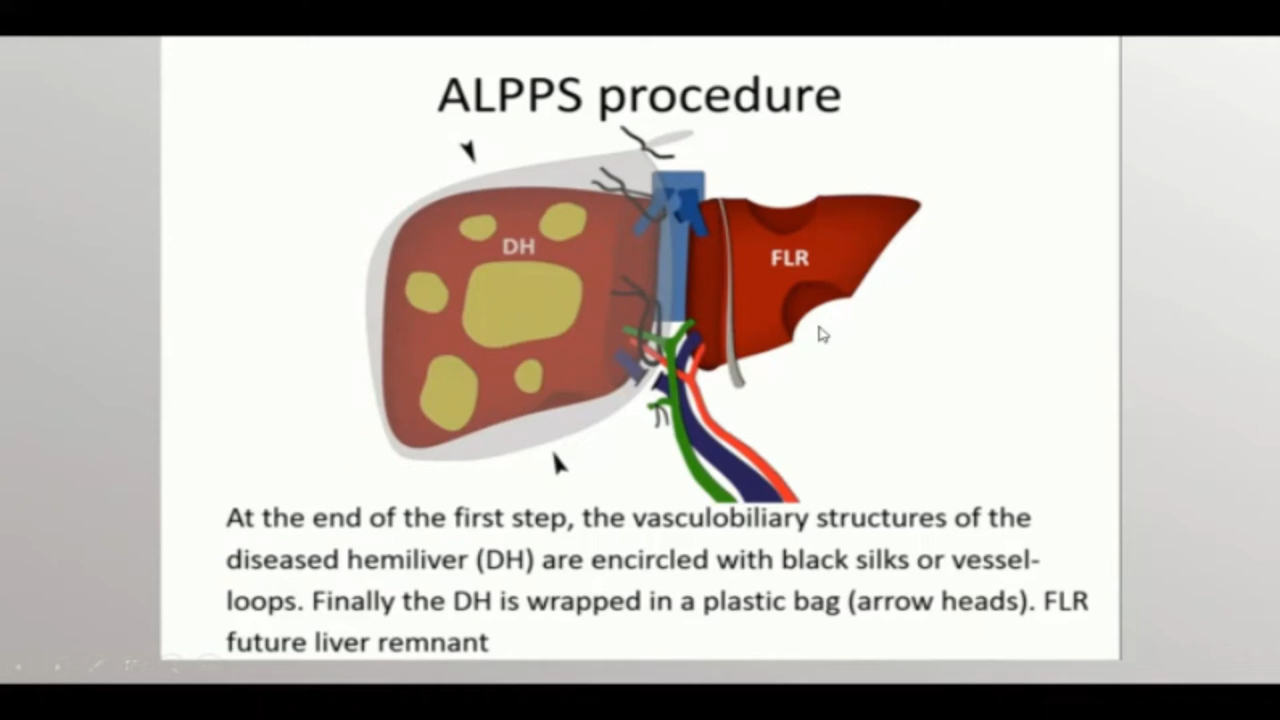 ALPPS procedure
DH
FLR
At the end of the first step, the vasculobiliary structures of the
diseased hemiliver (DH) are encircled with black silks or vessel-
loops. Finally the DH is wrapped in a plastic bag (arrow heads). FLR
future liver remnant